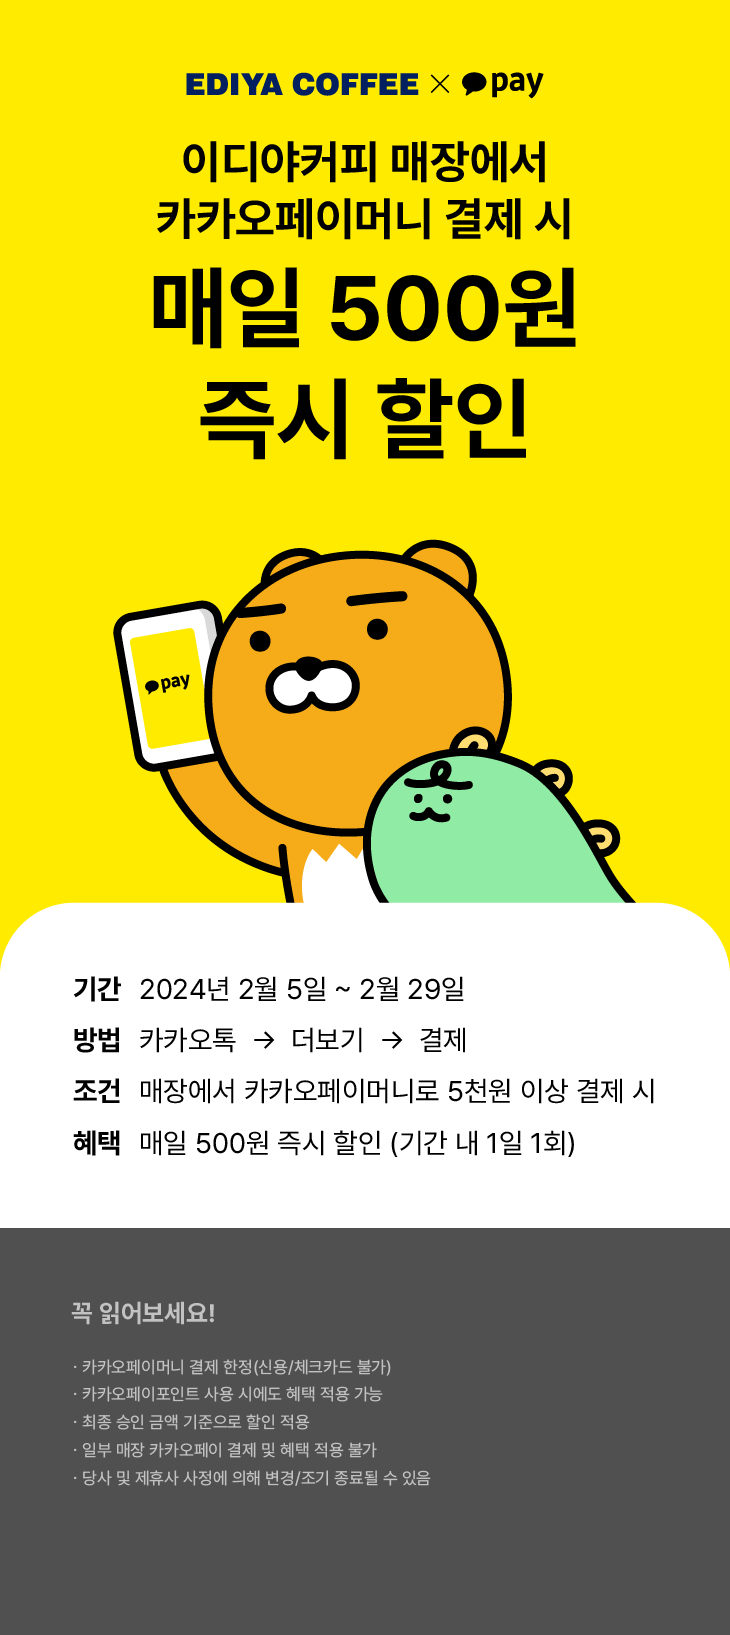 EDIYA COFFEE × pay
이디야커피 매장에서
카카오페이머니 결제 시
매일 500원
즉시 할인
pay
기간 2024년 2월 5일 ~ 2월 29일
방법 카카오톡 → 더보기 → 결제
조건 매장에서 카카오페이머니로 5천원 이상 결제 시
혜택 매일 500원 즉시 할인 (기간 내 1일 1회)
꼭 읽어보세요!
· 카카오페이머니 결제 한정(신용/체크카드 불가)
· 카카오페이포인트 사용 시에도 혜택 적용 가능
· 최종 승인 금액 기준으로 할인 적용
· 일부 매장 카카오페이 결제 및 혜택 적용 불가
· 당사 및 제휴사 사정에 의해 변경/조기 종료될 수 있음